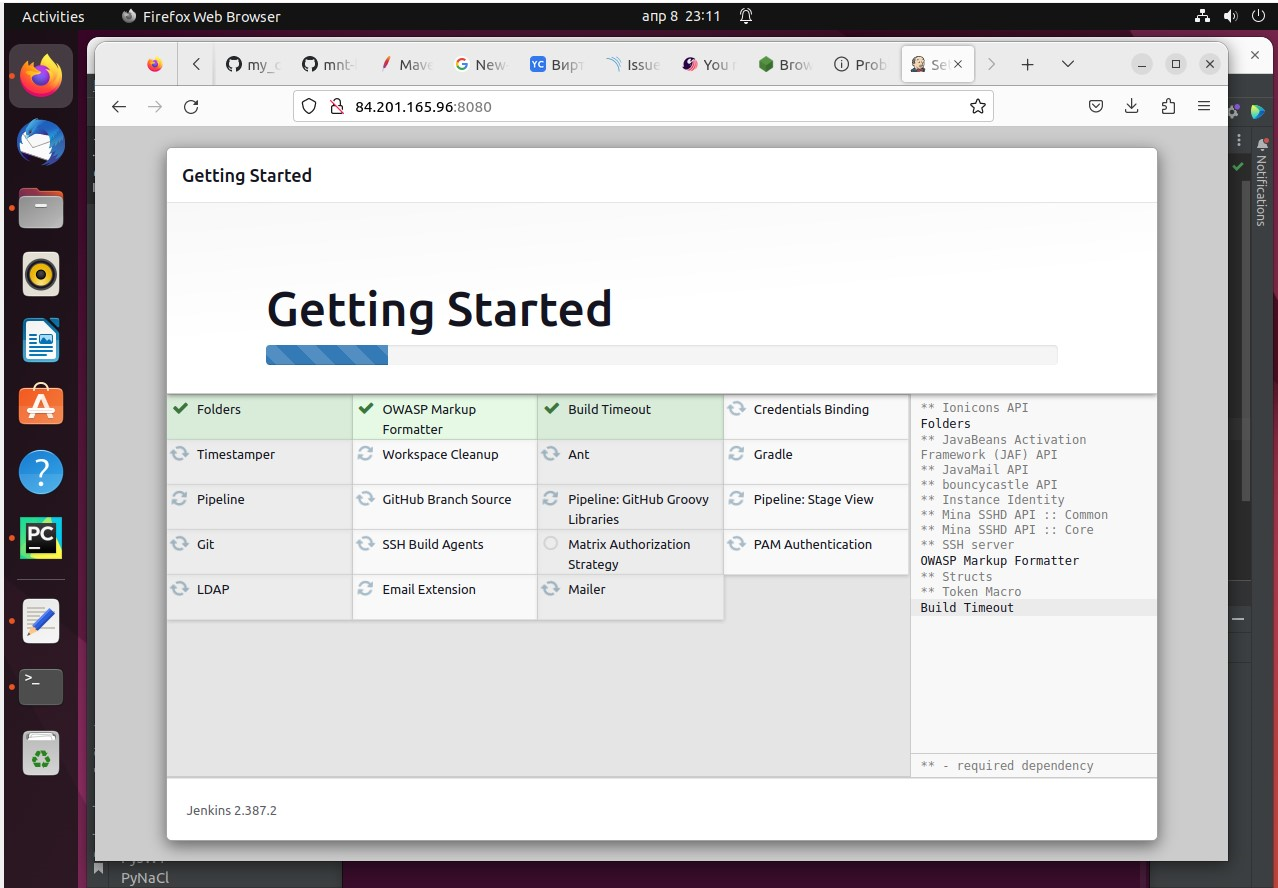 Activities
Firefox Web Browser
апр 8 23:11
my_
mnt-
Mave
New
YC
Вирт
Issue
You
Brow
Prob
Set
84.201.165.96:8080
Notifications
Getting Started
Getting Started
Folders
OWASP Markup
Formatter
Build Timeout
Credentials Binding
Timestamper
Workspace Cleanup
Ant
Gradle
Pipeline
GitHub Branch Source
Pipeline: GitHub Groovy
Libraries
Pipeline: Stage View
Git
SSH Build Agents
Matrix Authorization
Strategy
PAM Authentication
LDAP
Email Extension
Mailer
** Ionicons API
Folders
** JavaBeans Activation
Framework (JAF) API
** JavaMail API
** bouncycastle API
** Instance Identity
** Mina SSHD API :: Common
** Mina SSHD API :: Core
** SSH server
OWASP Markup Formatter
** Structs
** Token Macro
Build Timeout
** - required dependency
Jenkins 2.387.2
PC
>_
PyNaCl